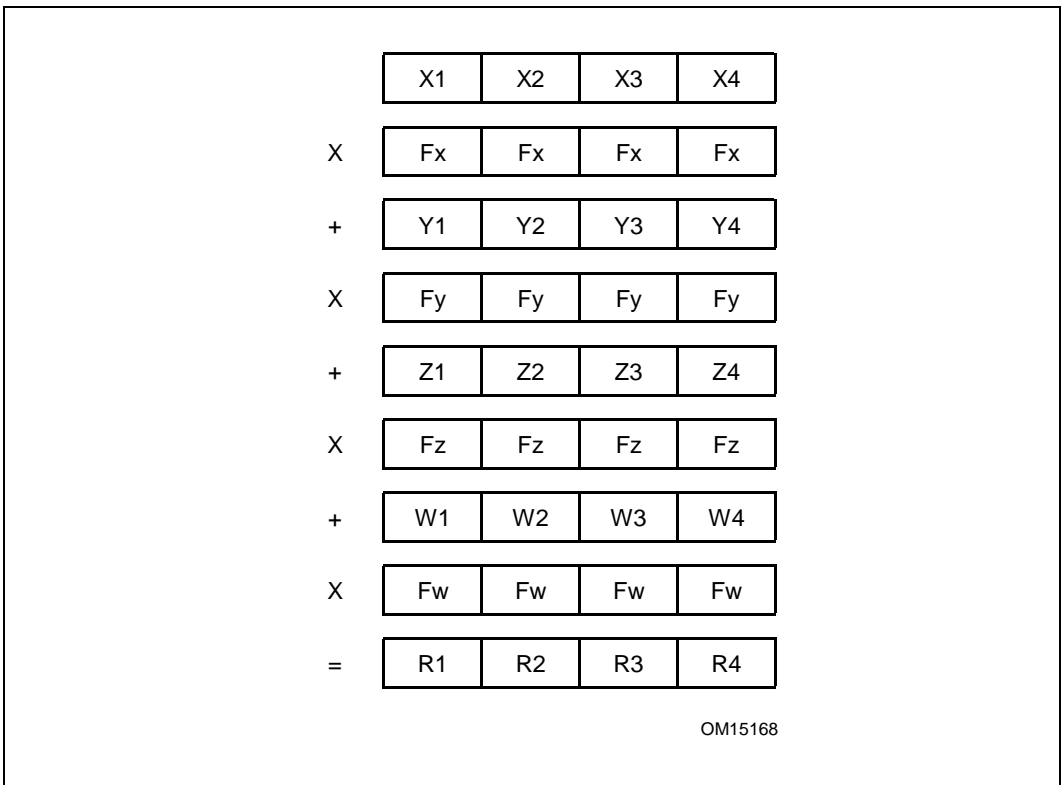 X1 X2 X3 X4
X Fx Fx Fx Fx
+ Y1 Y2 Y3 Y4
X Fy Fy Fy Fy
+ Z1 Z2 Z3 Z4
X Fz Fz Fz Fz
+ W1 W2 W3 W4
X Fw Fw Fw Fw
= R1 R2 R3 R4
OM15168